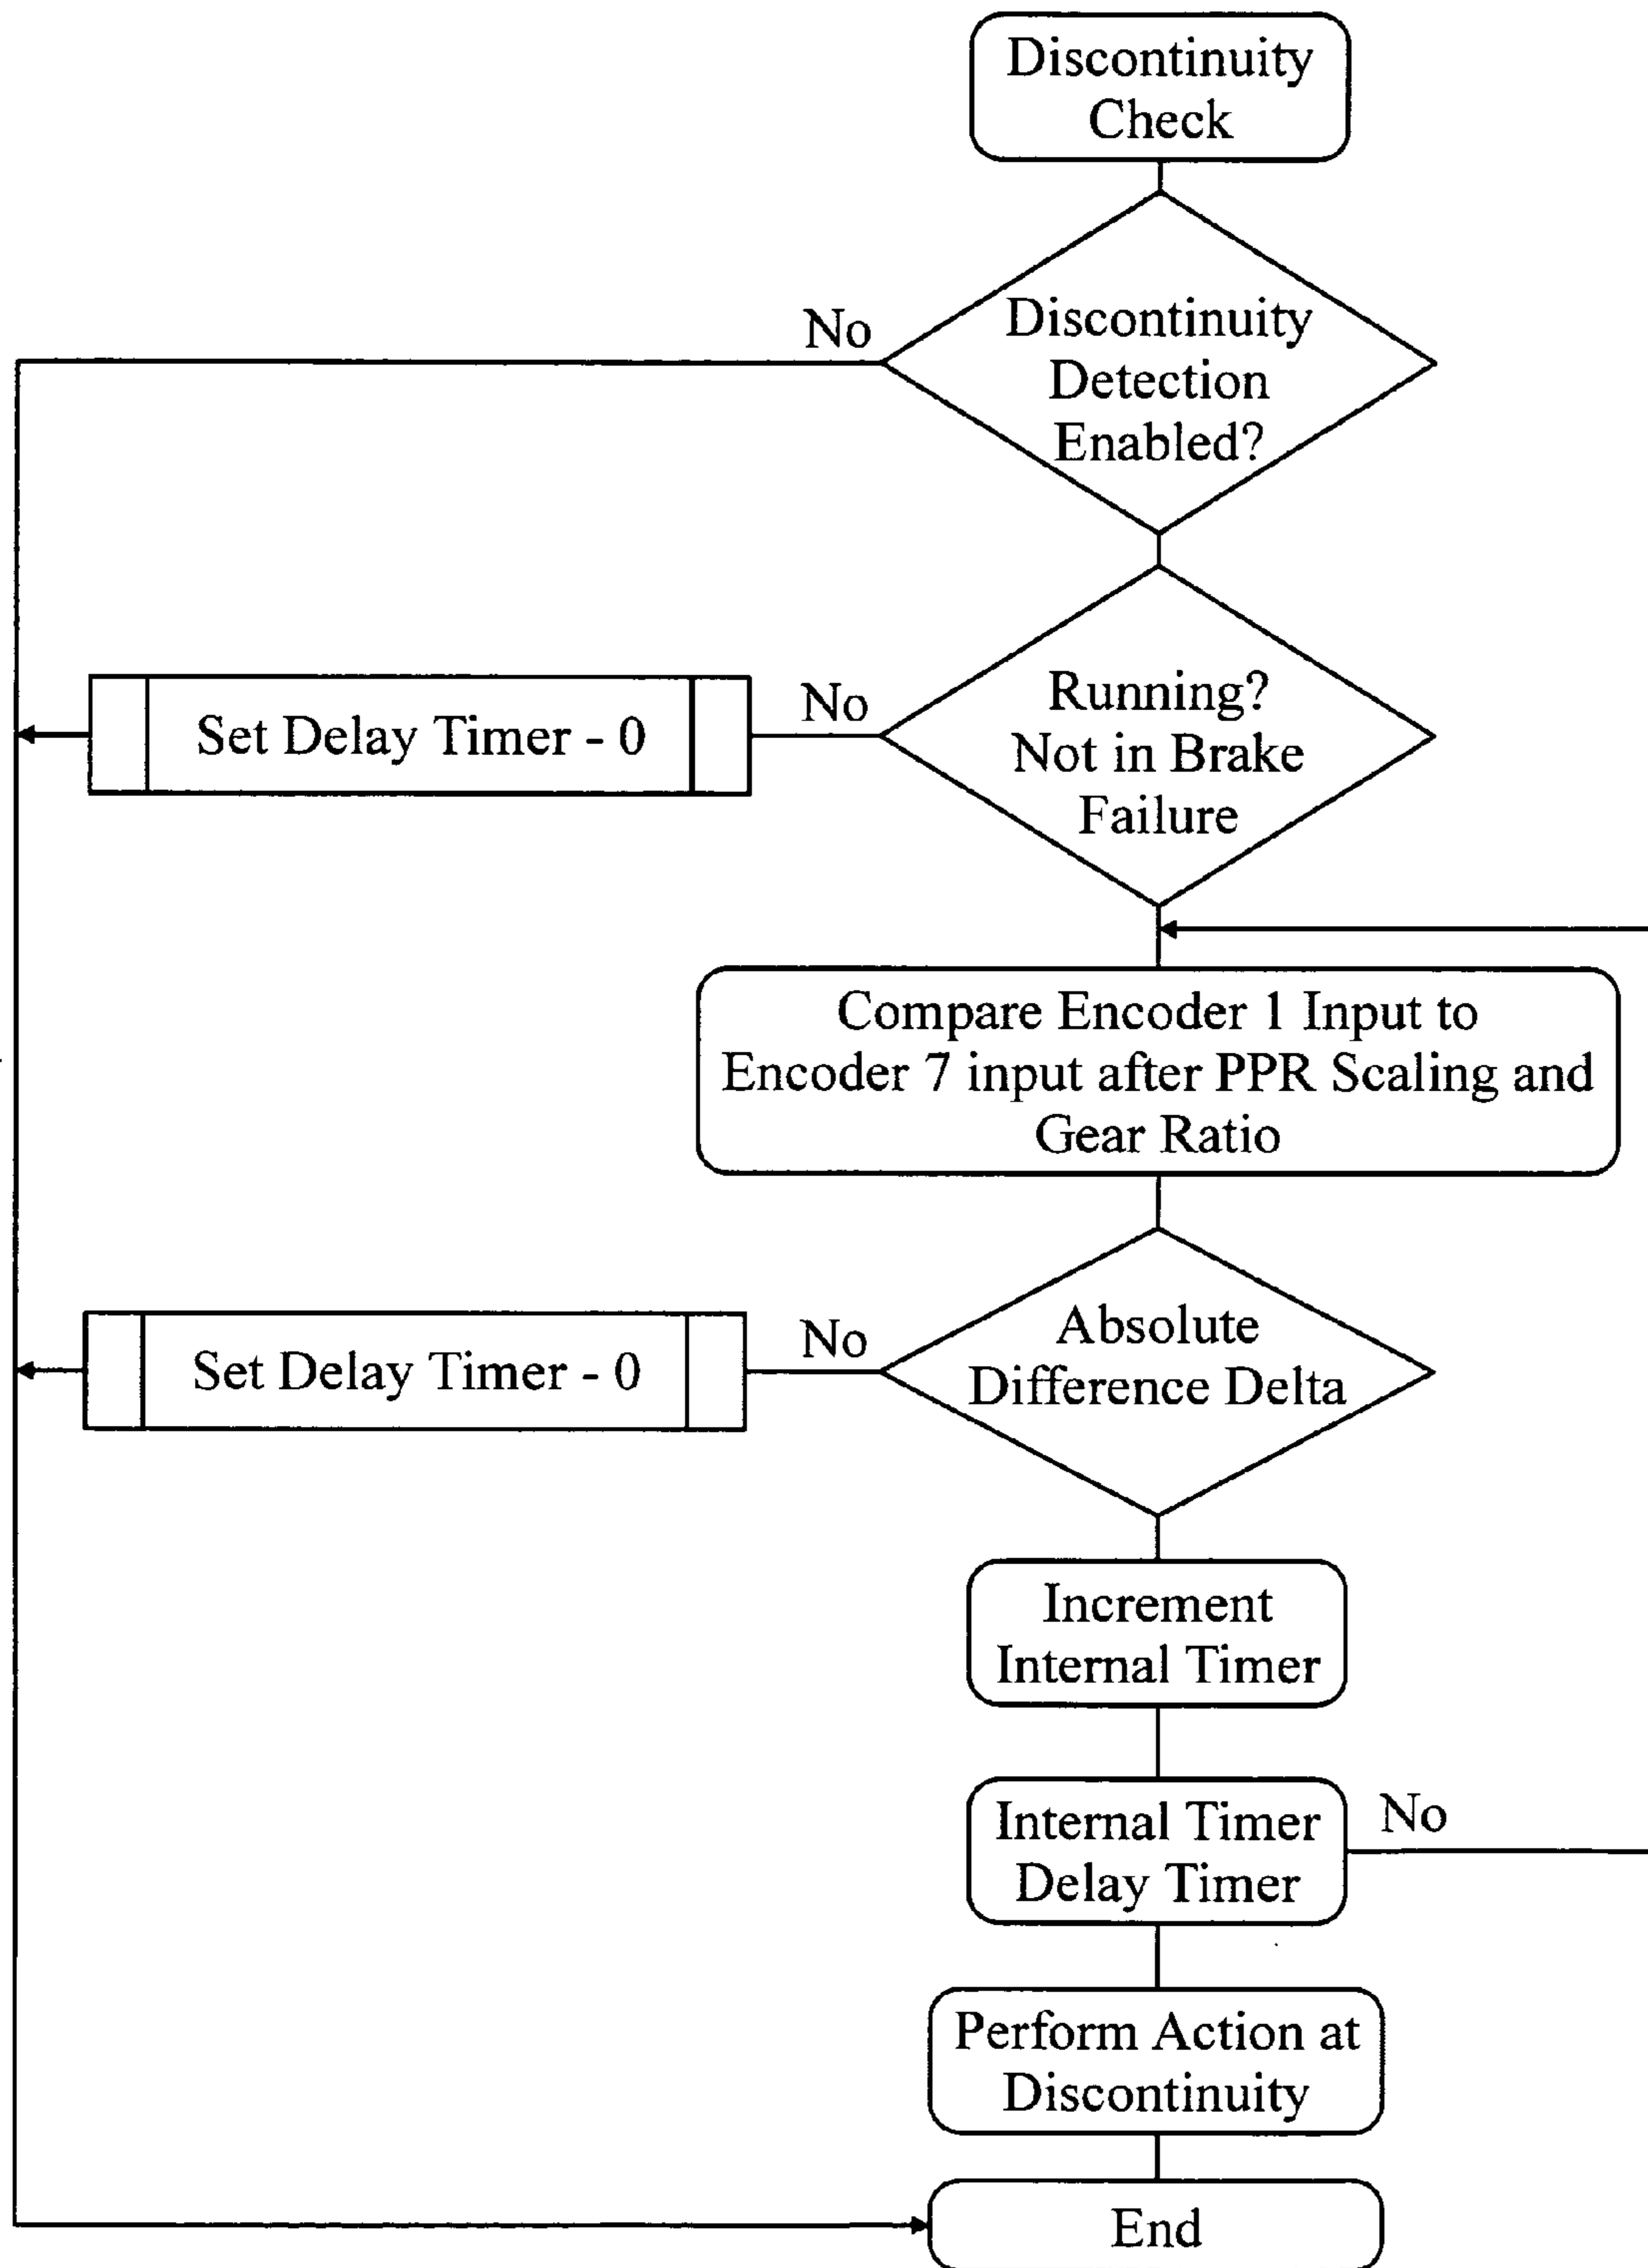 Discontinuity
Check
No
Discontinuity
Detection
Enabled?
Set Delay Timer - 0
No
Running?
Not in Brake
Failure
Compare Encoder 1 Input to
Encoder 7 input after PPR Scaling and
Gear Ratio
Set Delay Timer - 0
No
Absolute
Difference Delta
Increment
Internal Timer
Internal Timer
Delay Timer
No
Perform Action at
Discontinuity
End